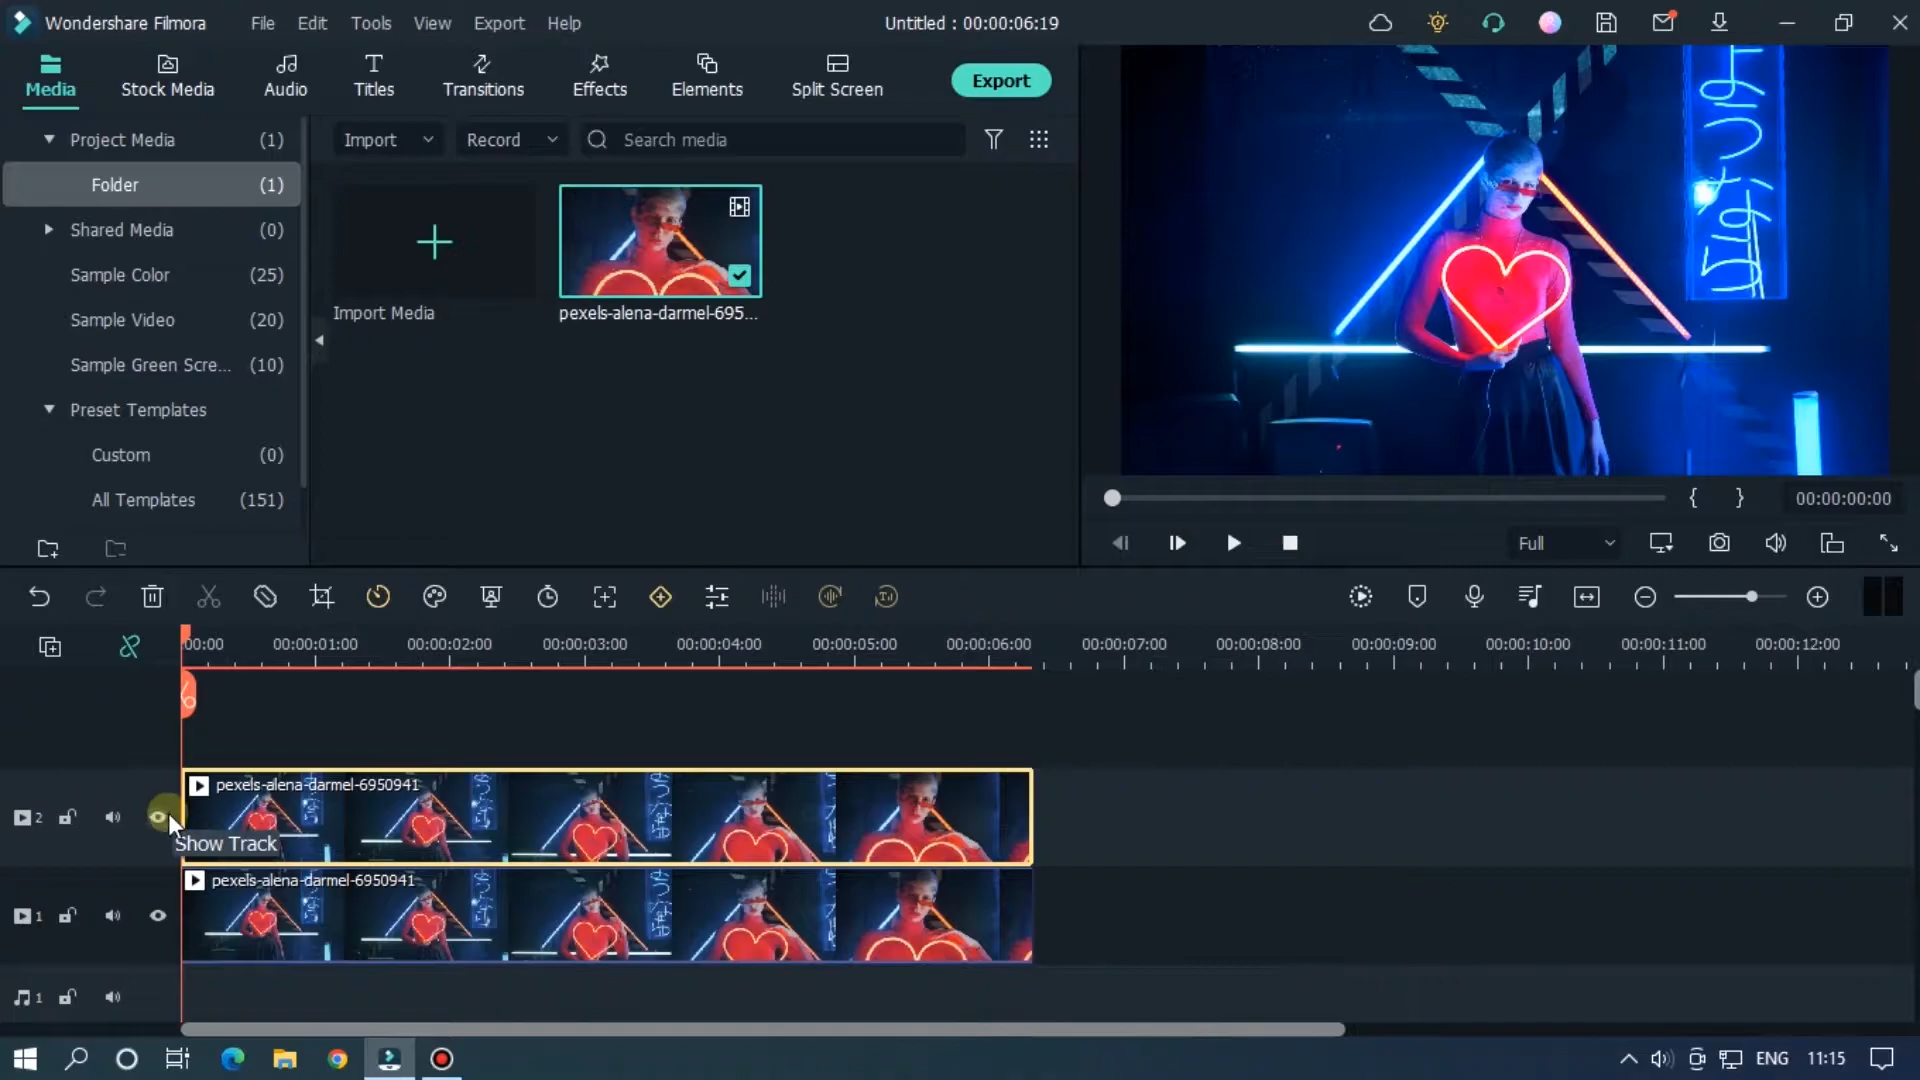 Wondershare Filmora File Edit Tools View Export Help Untitled : 00:00:06:19
Media Stock Media Audio Titles Transitions Effects Elements Split Screen Export
Project Media (1)
Folder (1)
Shared Media (0)
Sample Color (25)
Sample Video (20)
Sample Green Scre... (10)
Preset Templates
Custom (0)
All Templates (151)
Import Record Search media
Import Media pexels-alena-darmel-695...
{ } 00:00:00:00
Full
:00:00 00:00:01:00 00:00:02:00 00:00:03:00 00:00:04:00 00:00:05:00 00:00:06:00 00:00:07:00 00:00:08:00 00:00:09:00 00:00:10:00 00:00:11:00 00:00:12:00
pexels-alena-darmel-6950941
2
Show Track
pexels-alena-darmel-6950941
1
1
ENG 11:15